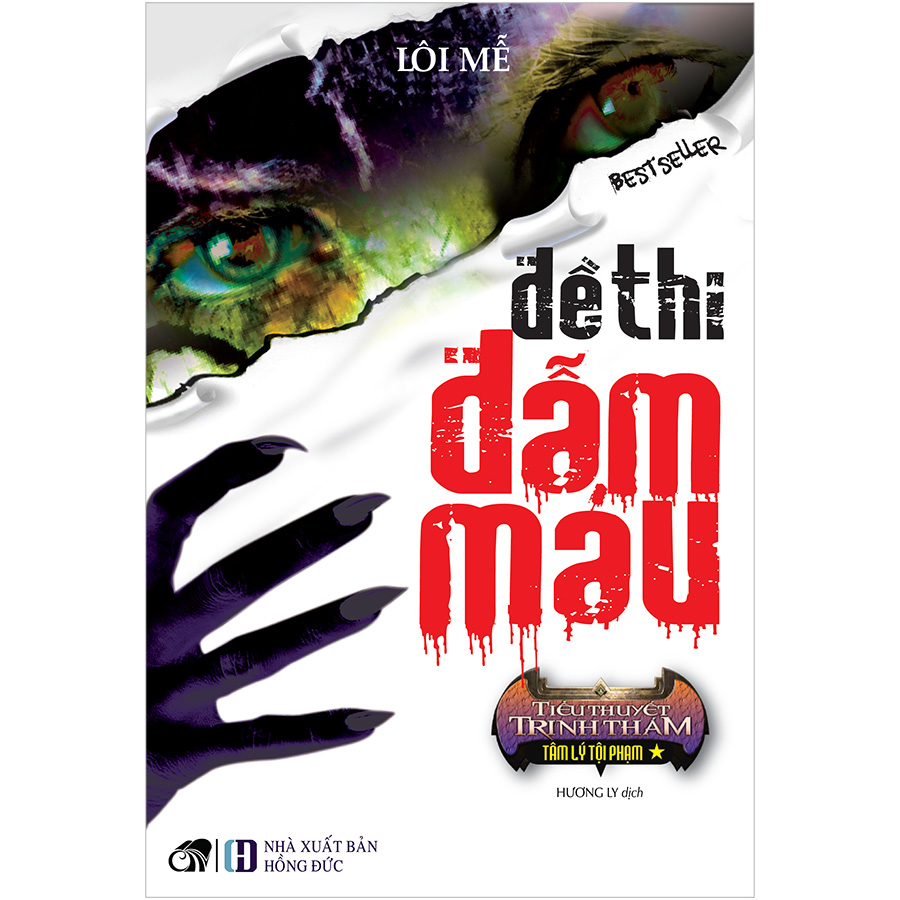 LÔI MỄ
BESTSELLER
đề thi
đẫm
máu
TIỂU THUYẾT
TRINH THÁM
TÂM LÝ TỘI PHẠM
HƯƠNG LY dịch
NHÀ XUẤT BẢN
HỒNG ĐỨC